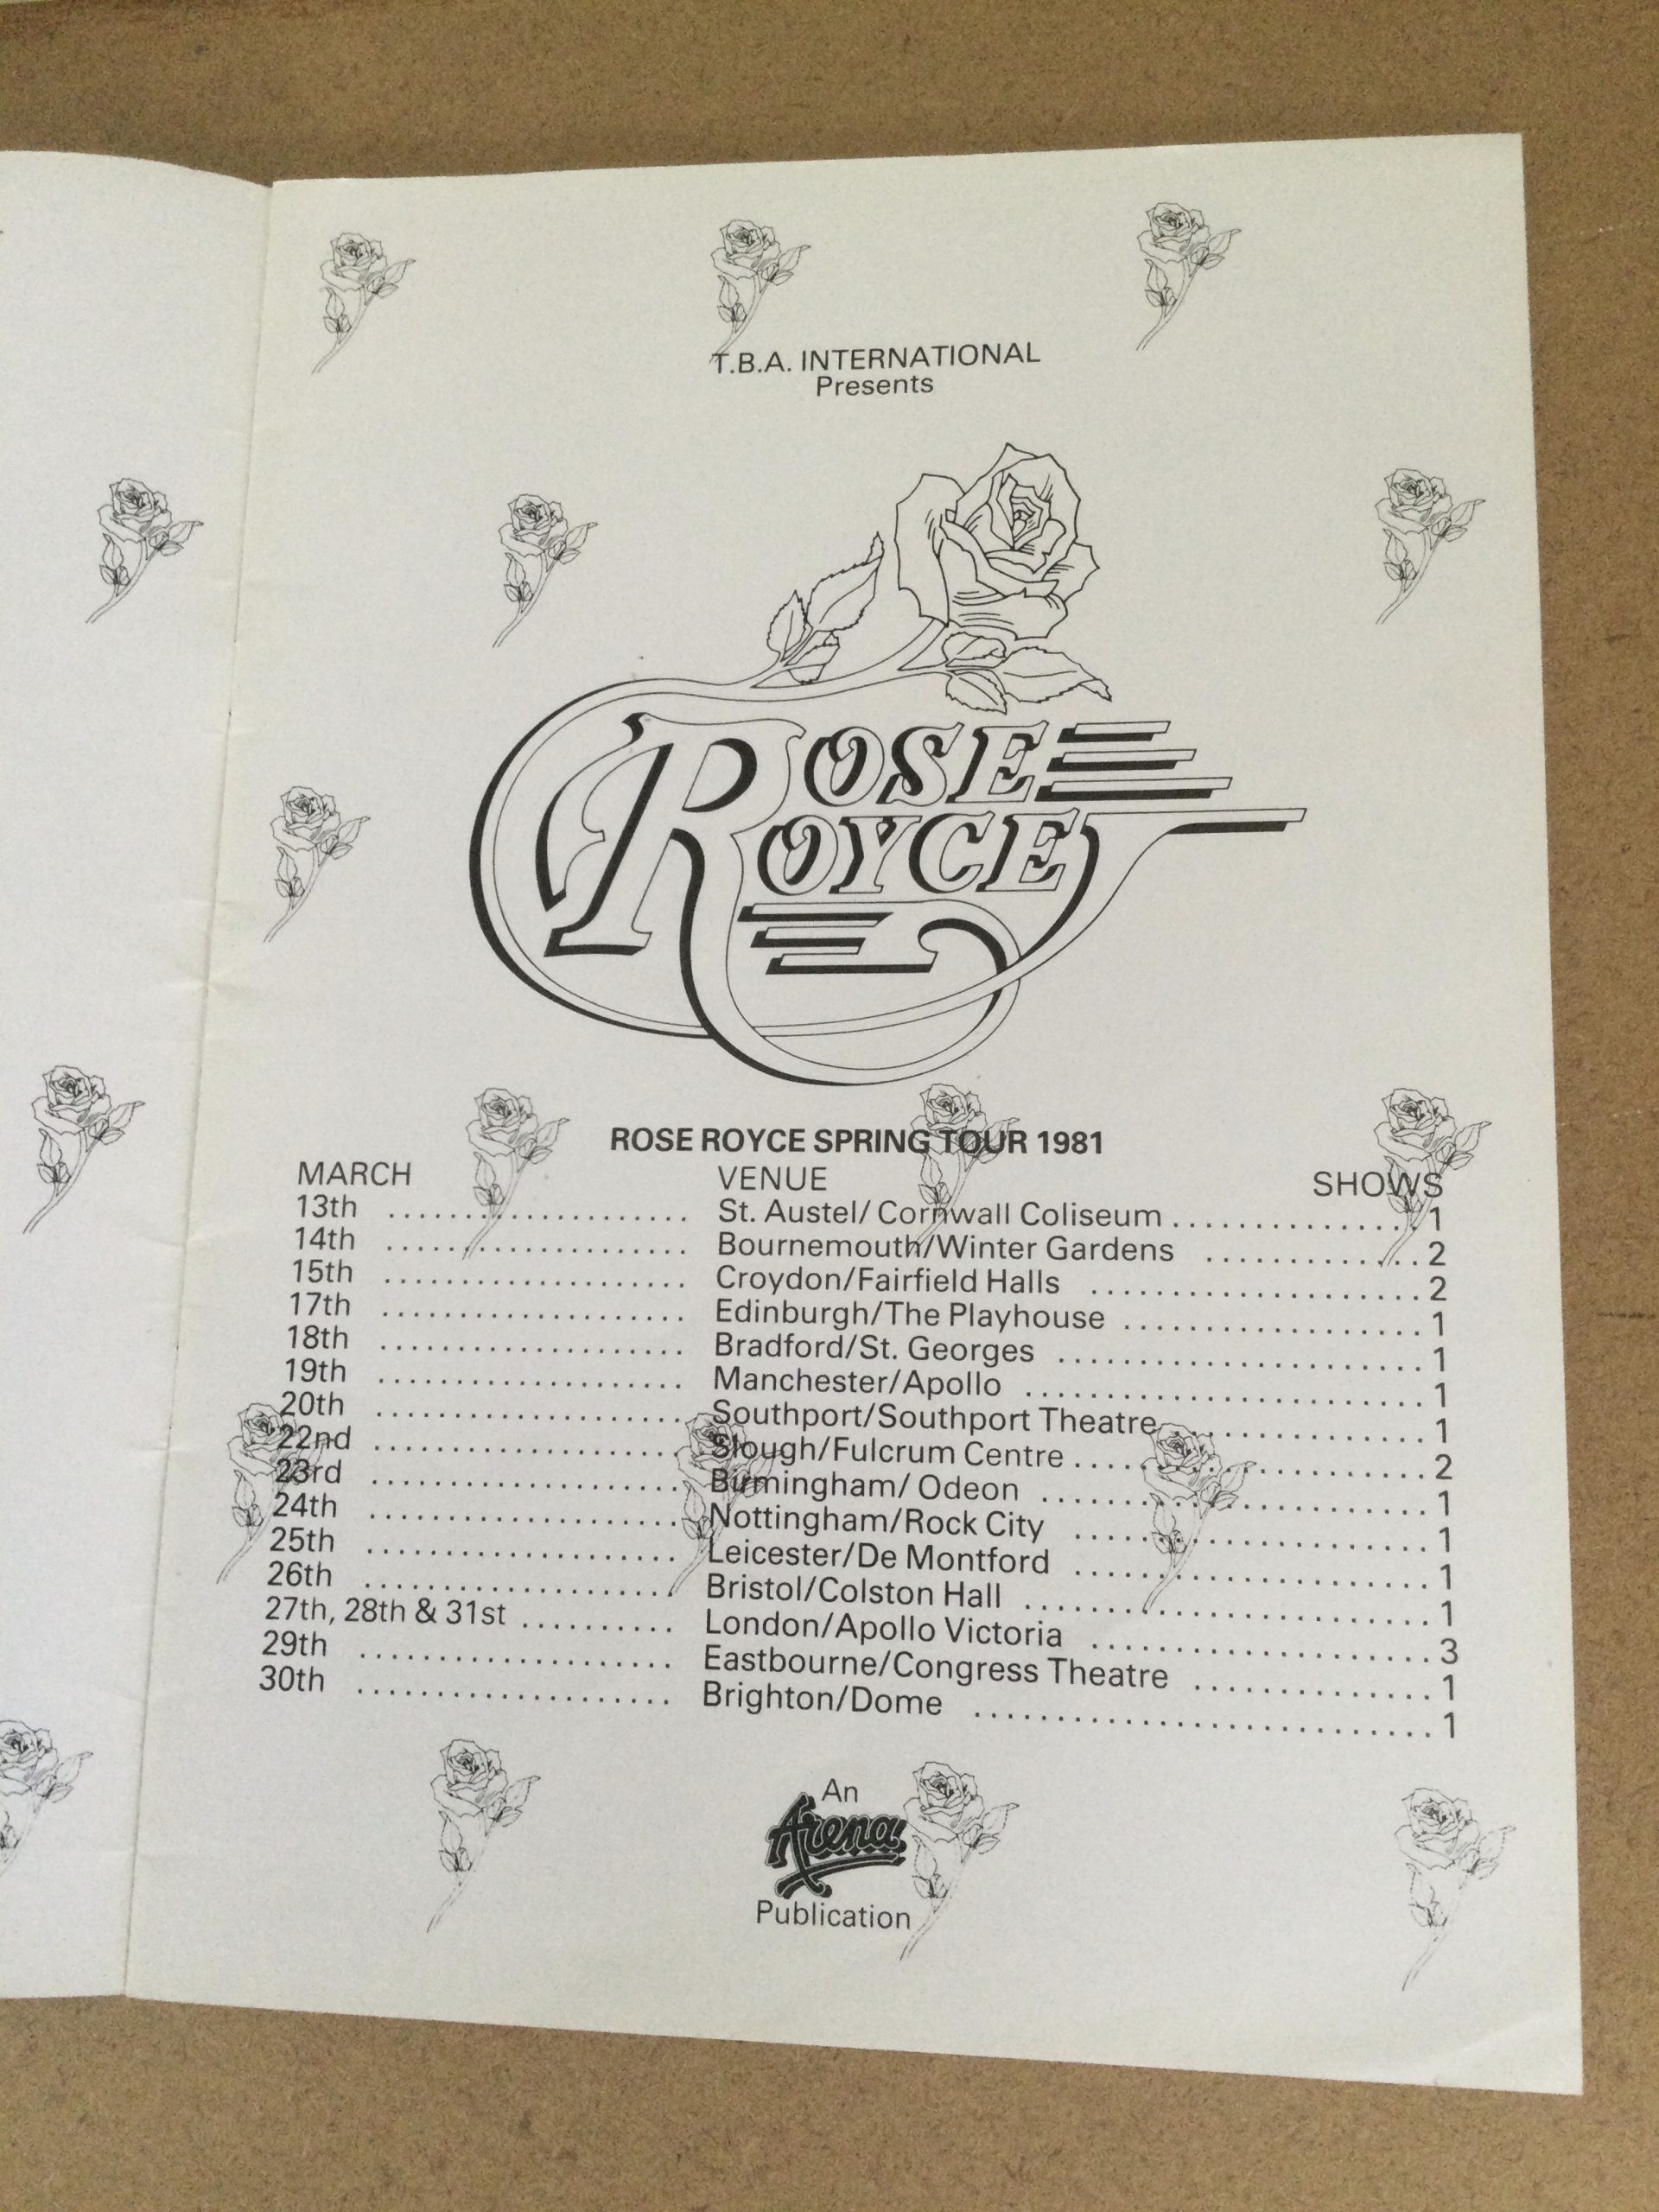 T.B.A. INTERNATIONAL
Presents
ROSE
ROYCE
ROSE ROYCE SPRING TOUR 1981
MARCH VENUE SHOWS
13th .................... St. Austel/ Cornwall Coliseum .................... 1
14th .................... Bournemouth/Winter Gardens .................... 2
15th .................... Croydon/Fairfield Halls .................... 2
17th .................... Edinburgh/The Playhouse .................... 1
18th .................... Bradford/St. Georges .................... 1
19th .................... Manchester/Apollo .................... 1
20th .................... Southport/Southport Theatre .................... 1
22nd .................... Slough/Fulcrum Centre .................... 2
23rd .................... Birmingham/ Odeon .................... 1
24th .................... Nottingham/Rock City .................... 1
25th .................... Leicester/De Montford .................... 1
26th .................... Bristol/Colston Hall .................... 1
27th, 28th & 31st .......... London/Apollo Victoria .................... 3
29th .................... Eastbourne/Congress Theatre .................... 1
30th .................... Brighton/Dome .................... 1
An
Arena
Publication